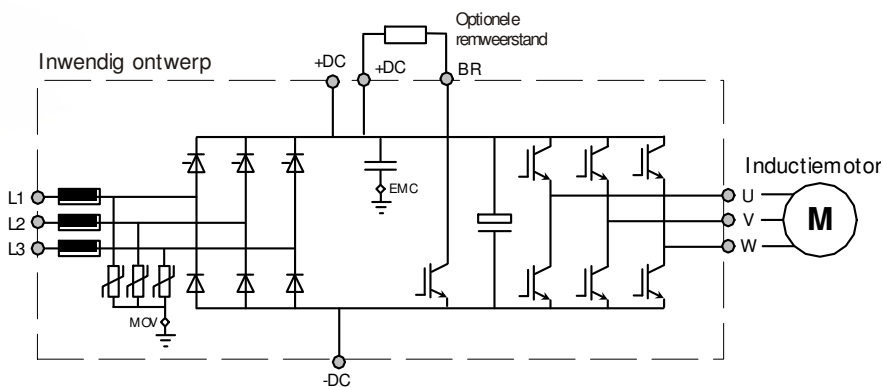 Optionele
remweerstand
Inwendig ontwerp
+DC
+DC
BR
EMC
Inductiemotor
L1
L2
L3
U
V
W
M
MOV
-DC